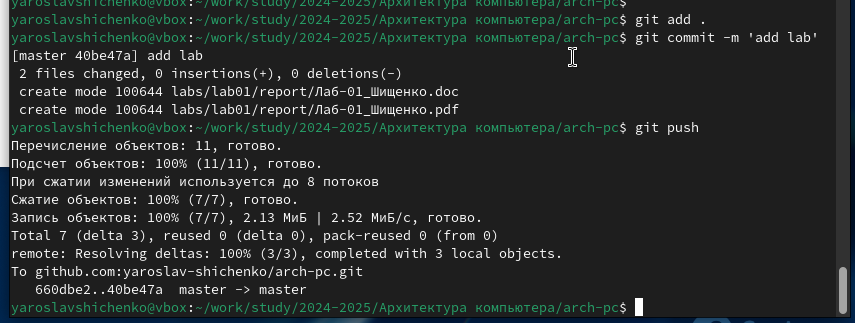 yaroslavshichenko@vbox:~/work/study/2024-2025/Архитектура компьютера/arch-pc$
yaroslavshichenko@vbox:~/work/study/2024-2025/Архитектура компьютера/arch-pc$ git add .
yaroslavshichenko@vbox:~/work/study/2024-2025/Архитектура компьютера/arch-pc$ git commit -m 'add lab'
[master 40be47a] add lab
 2 files changed, 0 insertions(+), 0 deletions(-)
 create mode 100644 labs/lab01/report/Лаб-01_Шищенко.doc
 create mode 100644 labs/lab01/report/Лаб-01_Шищенко.pdf
yaroslavshichenko@vbox:~/work/study/2024-2025/Архитектура компьютера/arch-pc$ git push
Перечисление объектов: 11, готово.
Подсчет объектов: 100% (11/11), готово.
При сжатии изменений используется до 8 потоков
Сжатие объектов: 100% (7/7), готово.
Запись объектов: 100% (7/7), 2.13 МиБ | 2.52 МиБ/с, готово.
Total 7 (delta 3), reused 0 (delta 0), pack-reused 0 (from 0)
remote: Resolving deltas: 100% (3/3), completed with 3 local objects.
To github.com:yaroslav-shichenko/arch-pc.git
   660dbe2..40be47a  master -> master
yaroslavshichenko@vbox:~/work/study/2024-2025/Архитектура компьютера/arch-pc$